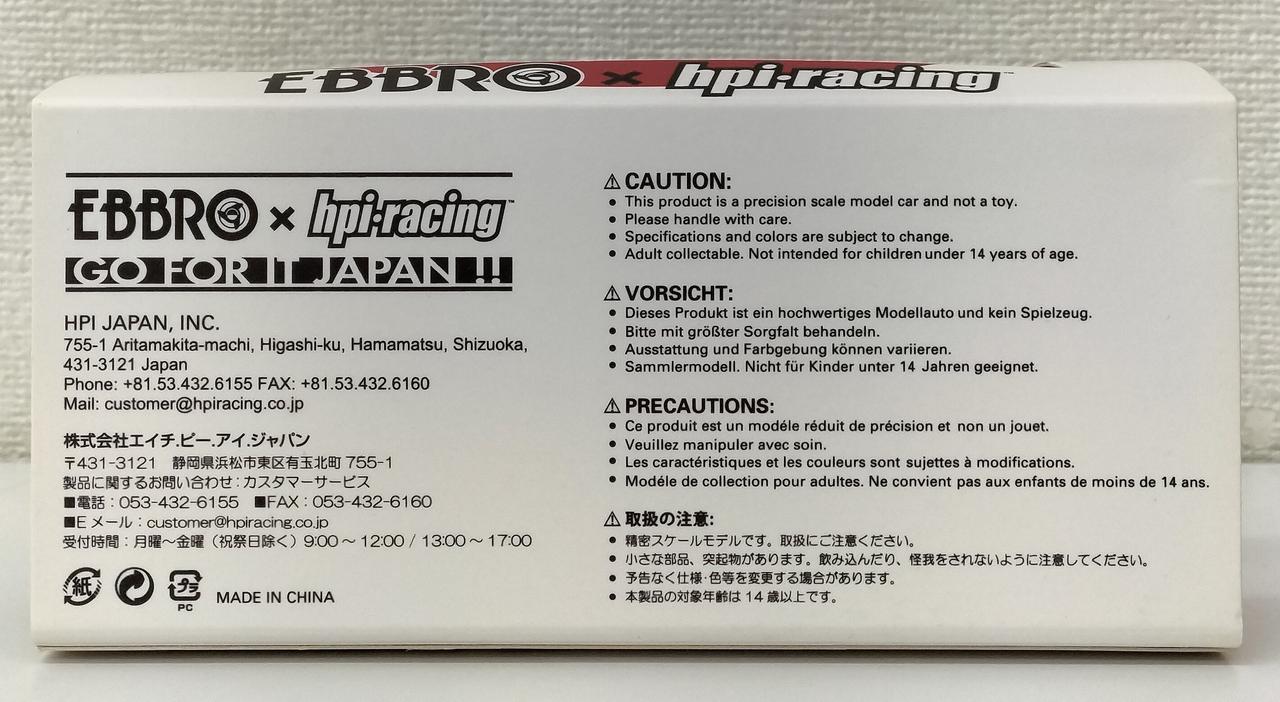 EBBRO × hpi·racing™
EBBRO × hpi·racing™
GO FOR IT JAPAN !!
HPI JAPAN, INC.
755-1 Aritamakita-machi, Higashi-ku, Hamamatsu, Shizuoka,
431-3121 Japan
Phone: +81.53.432.6155 FAX: +81.53.432.6160
Mail: customer@hpiracing.co.jp
株式会社エイチ.ピー.アイ.ジャパン
〒431-3121 静岡県浜松市東区有玉北町 755-1
製品に関するお問い合わせ：カスタマーサービス
■電話：053-432-6155 ■FAX：053-432-6160
■E メール：customer@hpiracing.co.jp
受付時間：月曜～金曜（祝祭日除く）9:00 ～ 12:00 / 13:00 ～ 17:00
紙
プラ
PC
MADE IN CHINA
⚠ CAUTION:
• This product is a precision scale model car and not a toy.
• Please handle with care.
• Specifications and colors are subject to change.
• Adult collectable. Not intended for children under 14 years of age.
⚠ VORSICHT:
• Dieses Produkt ist ein hochwertiges Modellauto und kein Spielzeug.
• Bitte mit größter Sorgfalt behandeln.
• Ausstattung und Farbgebung können variieren.
• Sammlermodell. Nicht für Kinder unter 14 Jahren geeignet.
⚠ PRECAUTIONS:
• Ce produit est un modéle réduit de précision et non un jouet.
• Veuillez manipuler avec soin.
• Les caractéristiques et les couleurs sont sujettes à modifications.
• Modéle de collection pour adultes. Ne convient pas aux enfants de moins de 14 ans.
⚠ 取扱の注意:
• 精密スケールモデルです。取扱にご注意ください。
• 小さな部品、突起物があります。飲み込んだり、怪我をされないように注意してください。
• 予告なく仕様·色等を変更する場合があります。
• 本製品の対象年齢は 14 歳以上です。